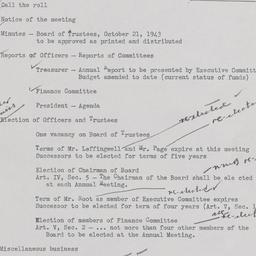 Call the roll
Notice of the meeting
Minutes - Board of Trustees, October 21, 1943
to be approved as printed and distributed
Reports of Officers - Reports of Committees
Treasurer - Annual Report to be presented by Executive Committ
Budget amended to date (current status of funds)
Finance Committee
President - Agenda
Election of Officers and Trustees
re-elected
One vacancy on Board of Trustees
Terms of Mr. Leffingwell and Mr. Page expire at this meeting
Successors to be elected for terms of five years
Election of Chairman of Board
Art. IV, Sec. 5 - The Chairman of the Board shall be elected
at each Annual Meeting.
re-elected
Term of Mr. Root as member of Executive Committee expires
Successor to be elected for term of four years (Art. V, Sec. 1
Election of members of Finance Committee
Art. V, Sec. 2 - ... not more than four other members of the
Board to be elected at the Annual Meeting.
Miscellaneous business